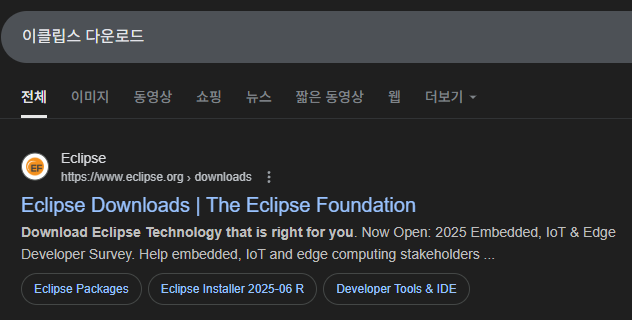 이클립스 다운로드
전체 이미지 동영상 쇼핑 뉴스 짧은 동영상 웹 더보기
EF
Eclipse
https://www.eclipse.org › downloads
Eclipse Downloads | The Eclipse Foundation
Download Eclipse Technology that is right for you. Now Open: 2025 Embedded, IoT & Edge
Developer Survey. Help embedded, IoT and edge computing stakeholders ...
Eclipse Packages Eclipse Installer 2025-06 R Developer Tools & IDE